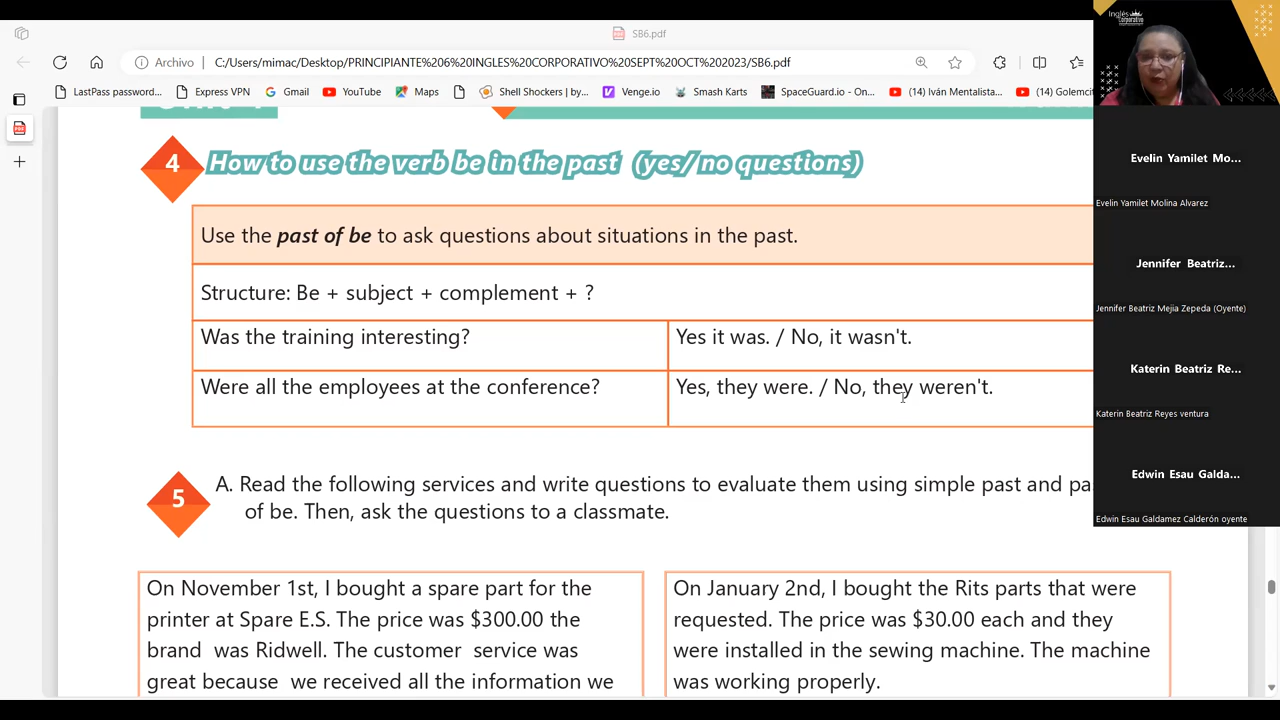 SB6.pdf
Archivo
C:/Users/mimac/Desktop/PRINCIPIANTE%206%20INGLES%20CORPORATIVO%20SEPT%20OCT%202023/SB6.pdf
LastPass password...
Express VPN
Gmail
YouTube
Maps
Shell Shockers | by...
Venge.io
Smash Karts
SpaceGuard.io - On...
(14) Iván Mentalista...
(14) Golemcit
4
How to use the verb be in the past (yes/ no questions)
Use the past of be to ask questions about situations in the past.
Structure: Be + subject + complement + ?
Was the training interesting?
Yes it was. / No, it wasn't.
Were all the employees at the conference?
Yes, they were. / No, they weren't.
5
A. Read the following services and write questions to evaluate them using simple past and pa
of be. Then, ask the questions to a classmate.
On November 1st, I bought a spare part for the
printer at Spare E.S. The price was $300.00 the
brand was Ridwell. The customer service was
great because we received all the information we
On January 2nd, I bought the Rits parts that were
requested. The price was $30.00 each and they
were installed in the sewing machine. The machine
was working properly.
Inglés
Corporativo
Evelin Yamilet Mo...
Evelin Yamilet Molina Alvarez
Jennifer Beatriz...
Jennifer Beatriz Mejia Zepeda (Oyente)
Katerin Beatriz Re...
Katerin Beatriz Reyes ventura
Edwin Esau Galda...
Edwin Esau Galdamez Calderón oyente